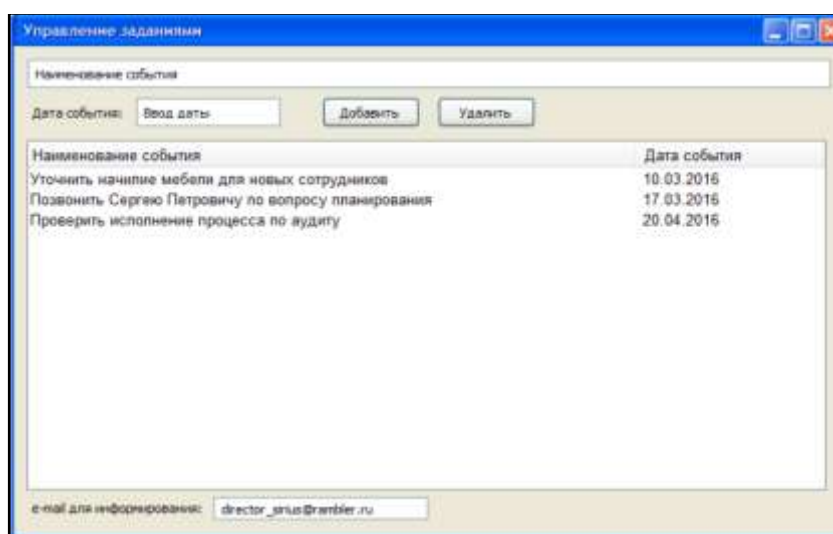 Управление заданиями
Наименование события
Дата события: Ввод даты Добавить Удалить
Наименование события Дата события
Уточнить наличие мебели для новых сотрудников 10.03.2016
Позвонить Сергею Петровичу по вопросу планирования 17.03.2016
Проверить исполнение процесса по аудиту 20.04.2016
e-mail для информирования: director_sirius@rambler.ru